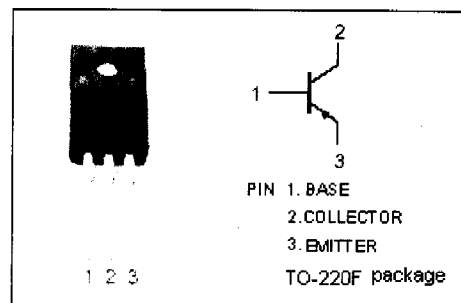 2
1
3
PIN 1. BASE
2. COLLECTOR
3. EMITTER
1 2 3
TO-220F package